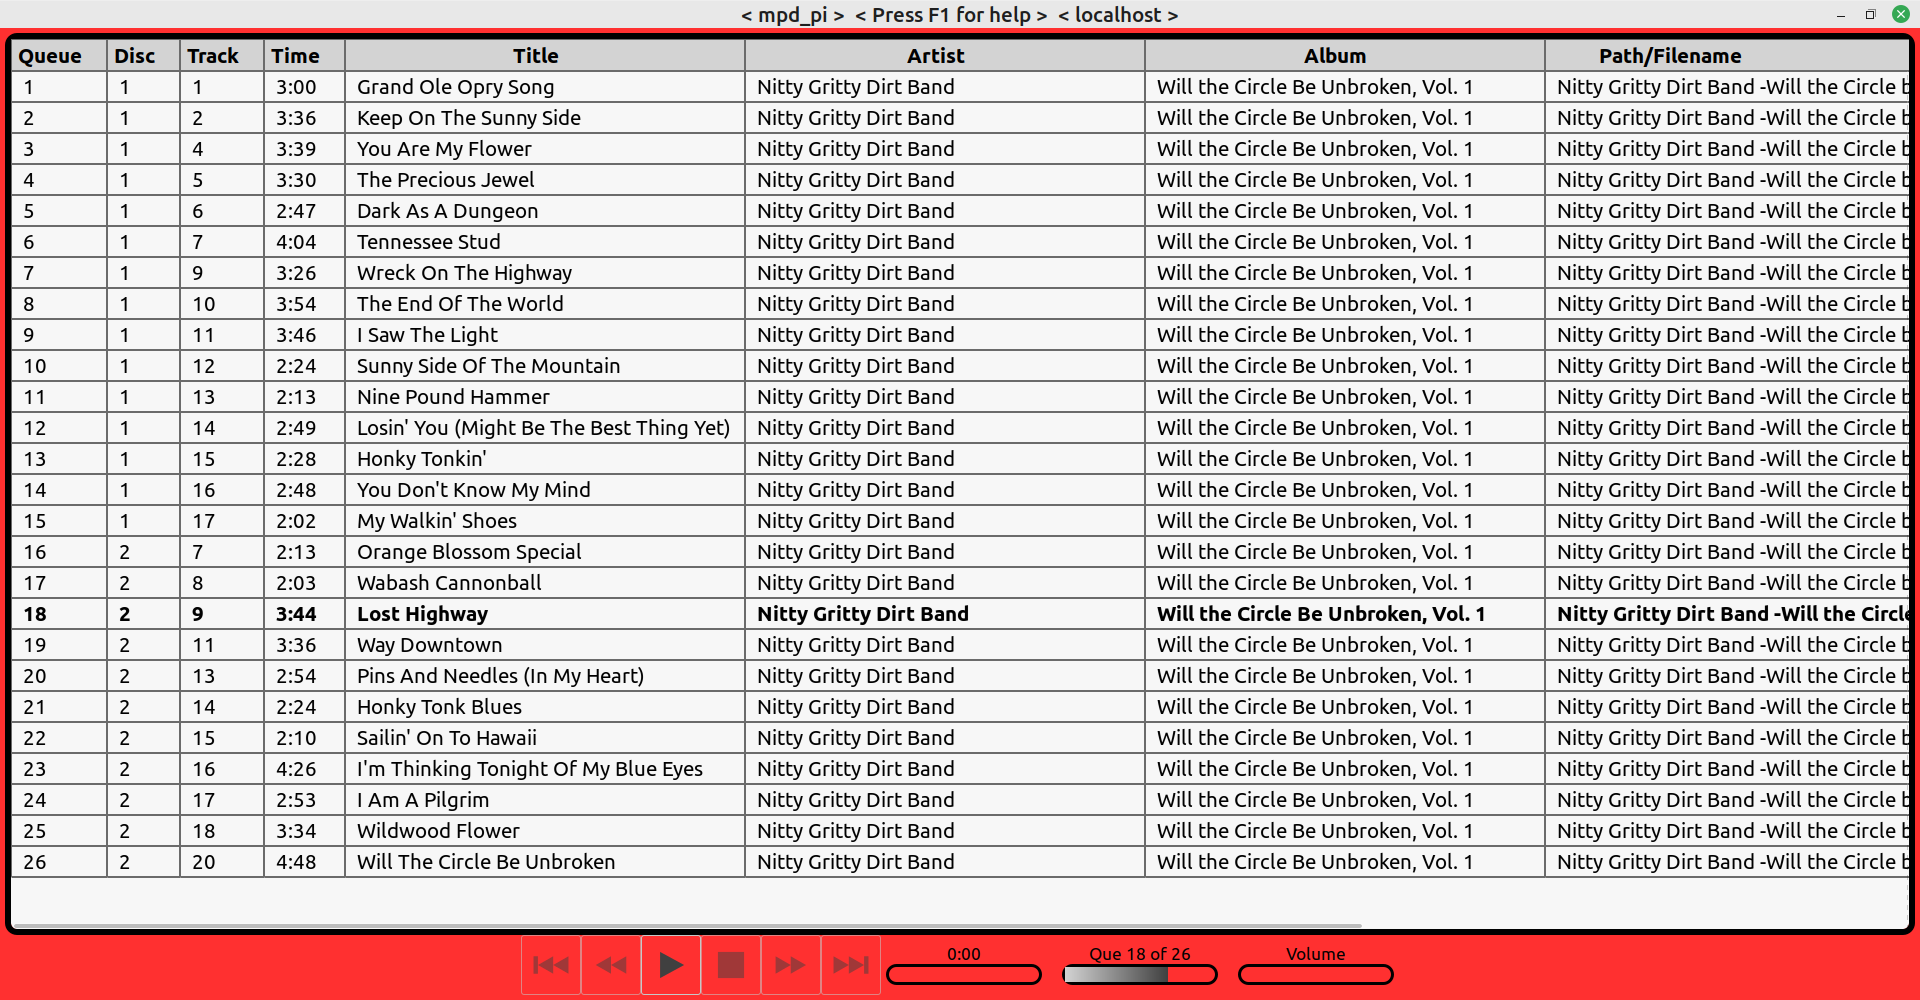 < mpd_pi >  < Press F1 for help >  < localhost >
Queue Disc Track Time Title Artist Album Path/Filename
1 1 1 3:00 Grand Ole Opry Song Nitty Gritty Dirt Band Will the Circle Be Unbroken, Vol. 1 Nitty Gritty Dirt Band -Will the Circle b
2 1 2 3:36 Keep On The Sunny Side Nitty Gritty Dirt Band Will the Circle Be Unbroken, Vol. 1 Nitty Gritty Dirt Band -Will the Circle b
3 1 4 3:39 You Are My Flower Nitty Gritty Dirt Band Will the Circle Be Unbroken, Vol. 1 Nitty Gritty Dirt Band -Will the Circle b
4 1 5 3:30 The Precious Jewel Nitty Gritty Dirt Band Will the Circle Be Unbroken, Vol. 1 Nitty Gritty Dirt Band -Will the Circle b
5 1 6 2:47 Dark As A Dungeon Nitty Gritty Dirt Band Will the Circle Be Unbroken, Vol. 1 Nitty Gritty Dirt Band -Will the Circle b
6 1 7 4:04 Tennessee Stud Nitty Gritty Dirt Band Will the Circle Be Unbroken, Vol. 1 Nitty Gritty Dirt Band -Will the Circle b
7 1 9 3:26 Wreck On The Highway Nitty Gritty Dirt Band Will the Circle Be Unbroken, Vol. 1 Nitty Gritty Dirt Band -Will the Circle b
8 1 10 3:54 The End Of The World Nitty Gritty Dirt Band Will the Circle Be Unbroken, Vol. 1 Nitty Gritty Dirt Band -Will the Circle b
9 1 11 3:46 I Saw The Light Nitty Gritty Dirt Band Will the Circle Be Unbroken, Vol. 1 Nitty Gritty Dirt Band -Will the Circle b
10 1 12 2:24 Sunny Side Of The Mountain Nitty Gritty Dirt Band Will the Circle Be Unbroken, Vol. 1 Nitty Gritty Dirt Band -Will the Circle b
11 1 13 2:13 Nine Pound Hammer Nitty Gritty Dirt Band Will the Circle Be Unbroken, Vol. 1 Nitty Gritty Dirt Band -Will the Circle b
12 1 14 2:49 Losin' You (Might Be The Best Thing Yet) Nitty Gritty Dirt Band Will the Circle Be Unbroken, Vol. 1 Nitty Gritty Dirt Band -Will the Circle b
13 1 15 2:28 Honky Tonkin' Nitty Gritty Dirt Band Will the Circle Be Unbroken, Vol. 1 Nitty Gritty Dirt Band -Will the Circle b
14 1 16 2:48 You Don't Know My Mind Nitty Gritty Dirt Band Will the Circle Be Unbroken, Vol. 1 Nitty Gritty Dirt Band -Will the Circle b
15 1 17 2:02 My Walkin' Shoes Nitty Gritty Dirt Band Will the Circle Be Unbroken, Vol. 1 Nitty Gritty Dirt Band -Will the Circle b
16 2 7 2:13 Orange Blossom Special Nitty Gritty Dirt Band Will the Circle Be Unbroken, Vol. 1 Nitty Gritty Dirt Band -Will the Circle b
17 2 8 2:03 Wabash Cannonball Nitty Gritty Dirt Band Will the Circle Be Unbroken, Vol. 1 Nitty Gritty Dirt Band -Will the Circle b
18 2 9 3:44 Lost Highway Nitty Gritty Dirt Band Will the Circle Be Unbroken, Vol. 1 Nitty Gritty Dirt Band -Will the Circle
19 2 11 3:36 Way Downtown Nitty Gritty Dirt Band Will the Circle Be Unbroken, Vol. 1 Nitty Gritty Dirt Band -Will the Circle b
20 2 13 2:54 Pins And Needles (In My Heart) Nitty Gritty Dirt Band Will the Circle Be Unbroken, Vol. 1 Nitty Gritty Dirt Band -Will the Circle b
21 2 14 2:24 Honky Tonk Blues Nitty Gritty Dirt Band Will the Circle Be Unbroken, Vol. 1 Nitty Gritty Dirt Band -Will the Circle b
22 2 15 2:10 Sailin' On To Hawaii Nitty Gritty Dirt Band Will the Circle Be Unbroken, Vol. 1 Nitty Gritty Dirt Band -Will the Circle b
23 2 16 4:26 I'm Thinking Tonight Of My Blue Eyes Nitty Gritty Dirt Band Will the Circle Be Unbroken, Vol. 1 Nitty Gritty Dirt Band -Will the Circle b
24 2 17 2:53 I Am A Pilgrim Nitty Gritty Dirt Band Will the Circle Be Unbroken, Vol. 1 Nitty Gritty Dirt Band -Will the Circle b
25 2 18 3:34 Wildwood Flower Nitty Gritty Dirt Band Will the Circle Be Unbroken, Vol. 1 Nitty Gritty Dirt Band -Will the Circle b
26 2 20 4:48 Will The Circle Be Unbroken Nitty Gritty Dirt Band Will the Circle Be Unbroken, Vol. 1 Nitty Gritty Dirt Band -Will the Circle b
0:00 Que 18 of 26 Volume